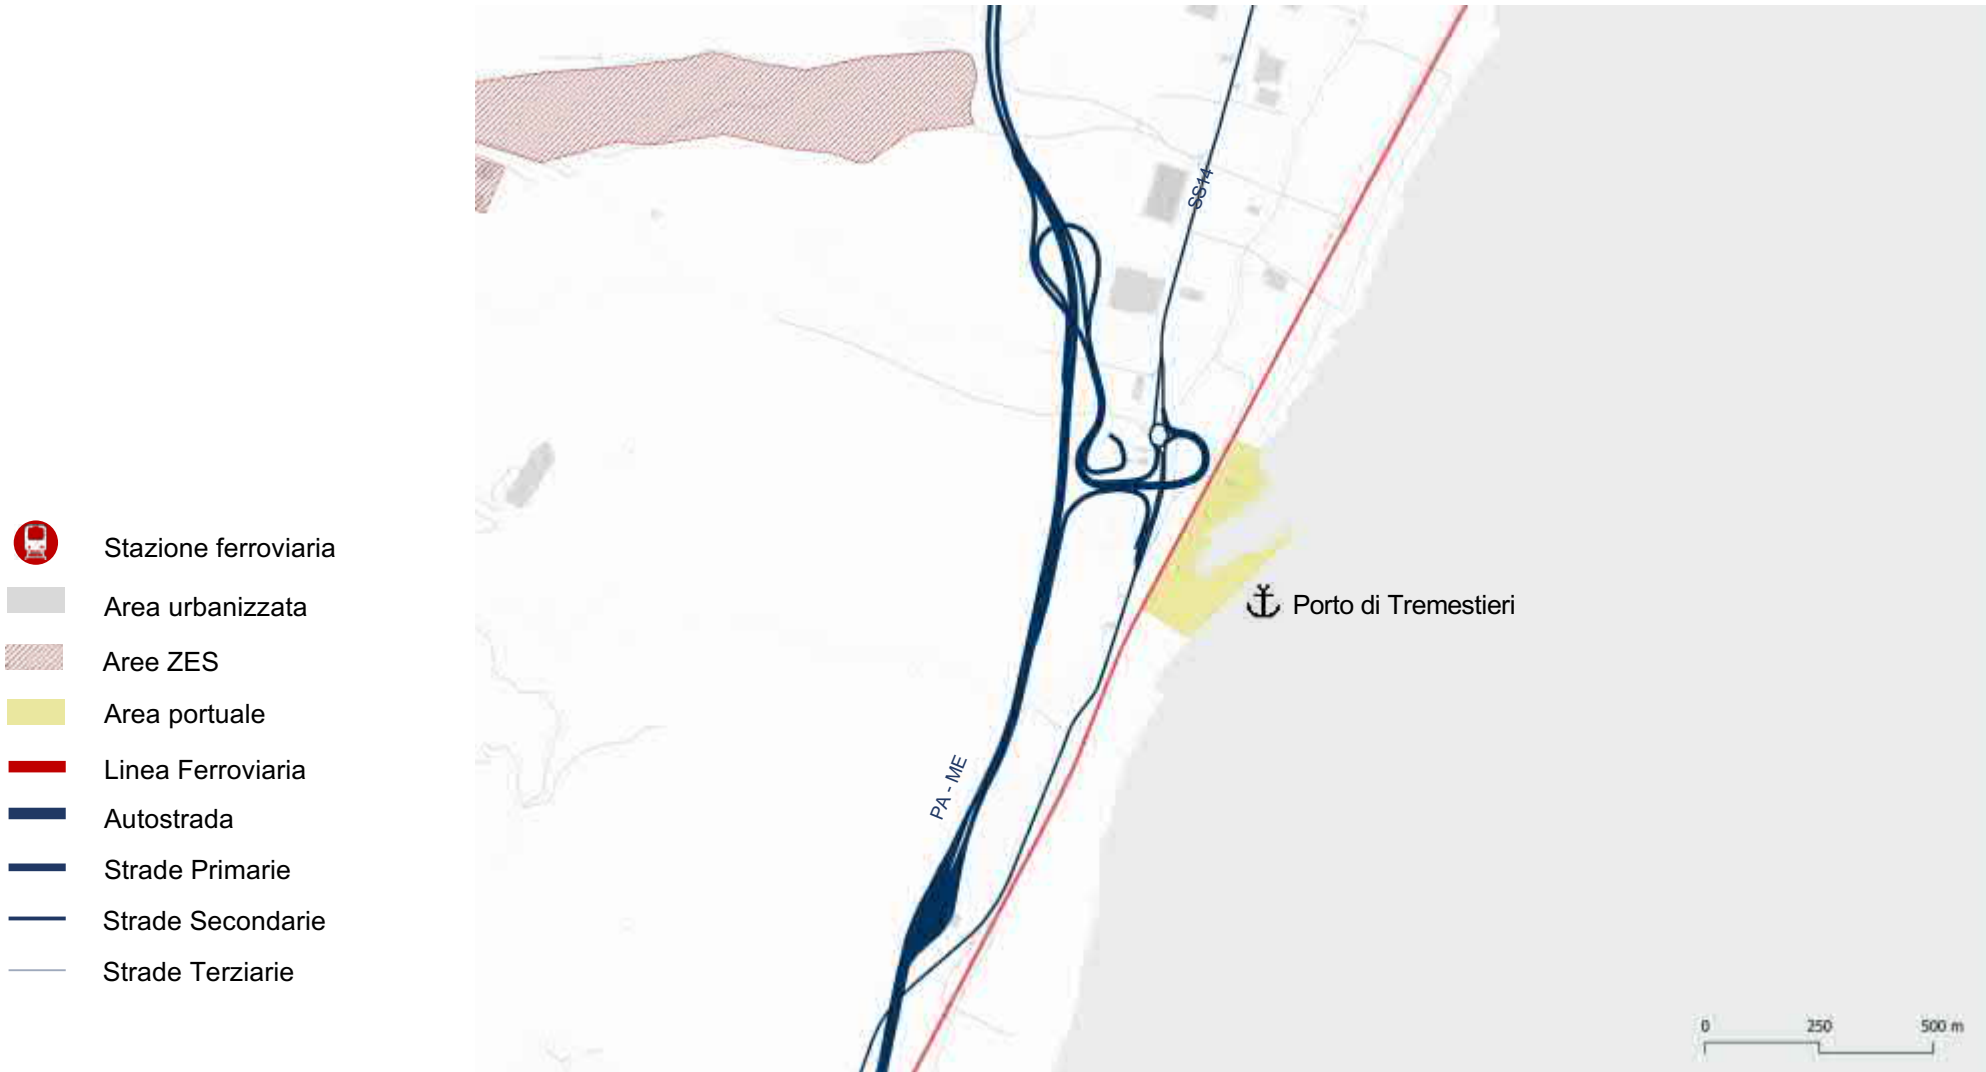 Stazione ferroviaria
Area urbanizzata
Aree ZES
Area portuale
Linea Ferroviaria
Autostrada
Strade Primarie
Strade Secondarie
Strade Terziarie
SS14
Porto di Tremestieri
PA - ME
0 250 500 m